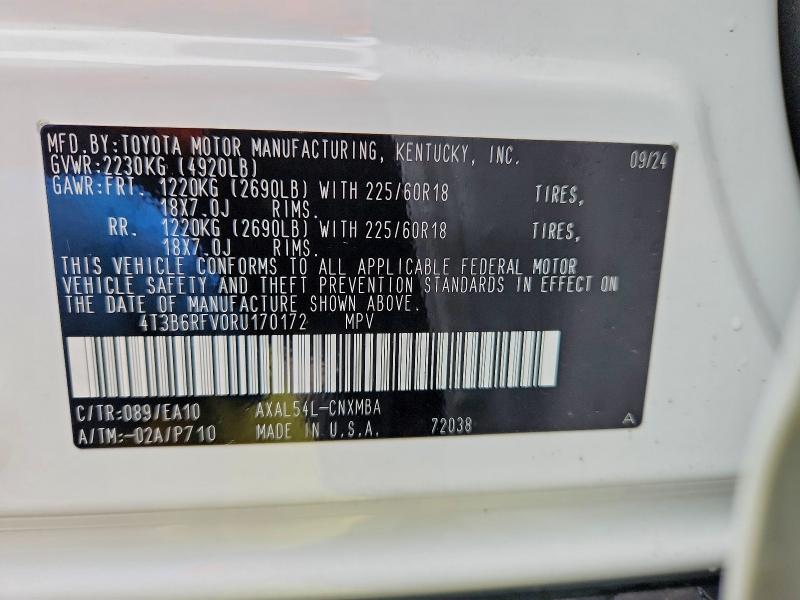 MFD.BY:TOYOTA MOTOR MANUFACTURING, KENTUCKY, INC. 09/24
GVWR:2230KG (4920LB)
GAWR:FRT. 1220KG (2690LB) WITH 225/60R18 TIRES,
18X7.0J RIMS.
RR. 1220KG (2690LB) WITH 225/60R18 TIRES,
18X7.0J RIMS.
THIS VEHICLE CONFORMS TO ALL APPLICABLE FEDERAL MOTOR
VEHICLE SAFETY AND THEFT PREVENTION STANDARDS IN EFFECT ON
THE DATE OF MANUFACTURE SHOWN ABOVE.
4T3B6RFV0RU170172 MPV
C/TR:089/EA10 AXAL54L-CNXMBA
A/TM:-02A/P710 MADE IN U.S.A. 72038 A